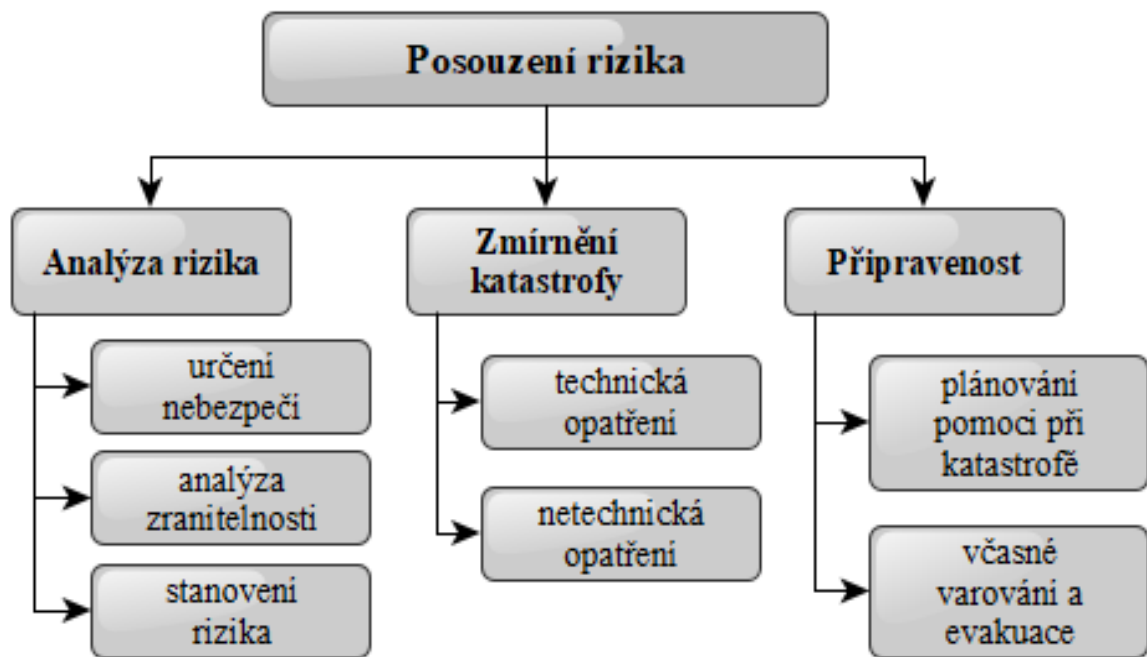 Posouzení rizika
Analýza rizika
určení
nebezpečí
analýza
zranitelnosti
stanovení
rizika
Zmírnění
katastrofy
technická
opatření
netechnická
opatření
Připravenost
plánování
pomoci při
katastrofě
včasné
varování a
evakuace